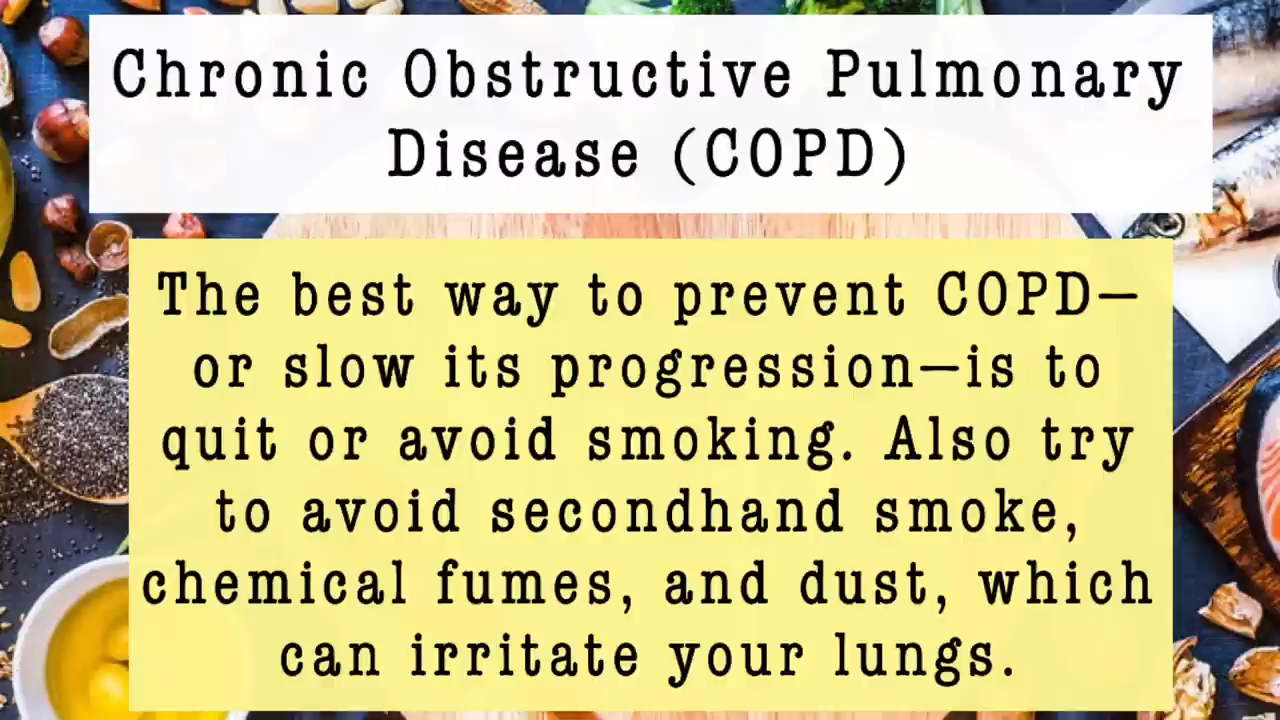 Chronic Obstructive Pulmonary
Disease (COPD)
The best way to prevent COPD—
or slow its progression—is to
quit or avoid smoking. Also try
to avoid secondhand smoke,
chemical fumes, and dust, which
can irritate your lungs.